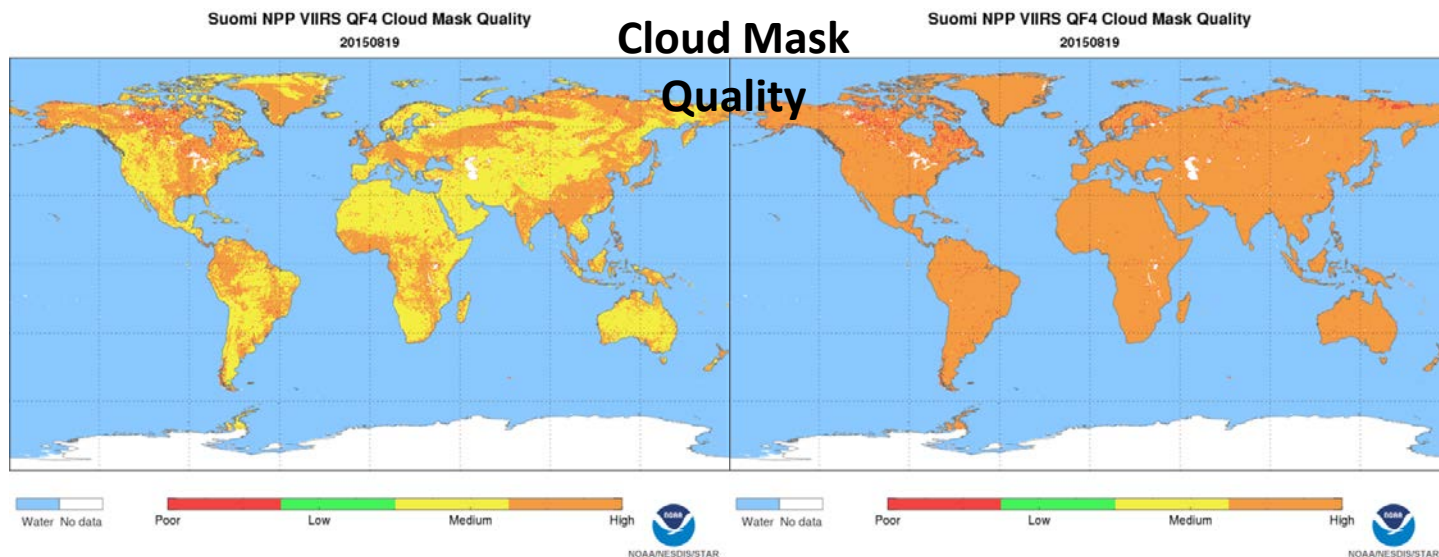 Suomi NPP VIIRS QF4 Cloud Mask Quality
20150819
Cloud Mask
Quality
Suomi NPP VIIRS QF4 Cloud Mask Quality
20150819
Water No data
Poor Low Medium High
NOAA
NOAA/NESDIS/STAR
Water No data
Poor Low Medium High
NOAA
NOAA/NESDIS/STAR